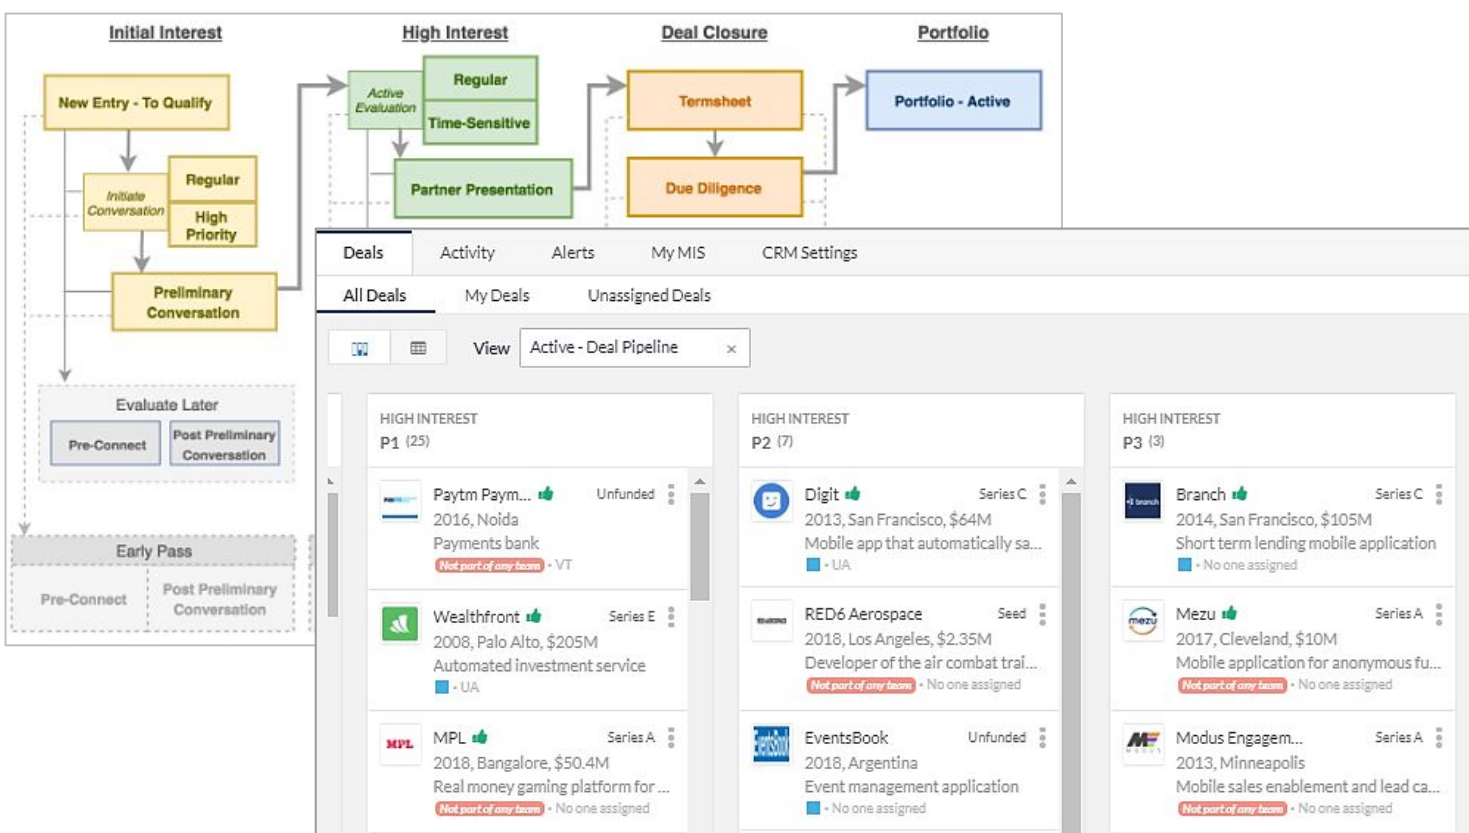 Initial Interest
High Interest
Deal Closure
Portfolio
New Entry - To Qualify
Initiate
Conversation
Regular
High
Priority
Preliminary
Conversation
Evaluate Later
Pre-Connect
Post Preliminary
Conversation
Early Pass
Pre-Connect
Post Preliminary
Conversation
Active
Evaluation
Regular
Time-Sensitive
Partner Presentation
Termsheet
Due Diligence
Portfolio - Active
Deals
Activity
Alerts
My MIS
CRM Settings
All Deals
My Deals
Unassigned Deals
View
Active - Deal Pipeline
×
HIGH INTEREST
P1 (25)
Paytm Paym... Unfunded
2016, Noida
Payments bank
Not part of any team • VT
Wealthfront Series E
2008, Palo Alto, $205M
Automated investment service
• UA
MPL
MPL Series A
2018, Bangalore, $50.4M
Real money gaming platform for ...
Not part of any team • No one assigned
HIGH INTEREST
P2 (7)
Digit Series C
2013, San Francisco, $64M
Mobile app that automatically sa...
• UA
RED6 Aerospace Seed
2018, Los Angeles, $2.35M
Developer of the air combat trai...
Not part of any team • No one assigned
EventsBook
EventsBook Unfunded
2018, Argentina
Event management application
• No one assigned
HIGH INTEREST
P3 (3)
branch
Branch Series C
2014, San Francisco, $105M
Short term lending mobile application
• No one assigned
mezu
Mezu Series A
2017, Cleveland, $10M
Mobile application for anonymous fu...
Not part of any team • No one assigned
ME
MODUS
Modus Engagem... Series A
2013, Minneapolis
Mobile sales enablement and lead ca...
Not part of any team • No one assigned